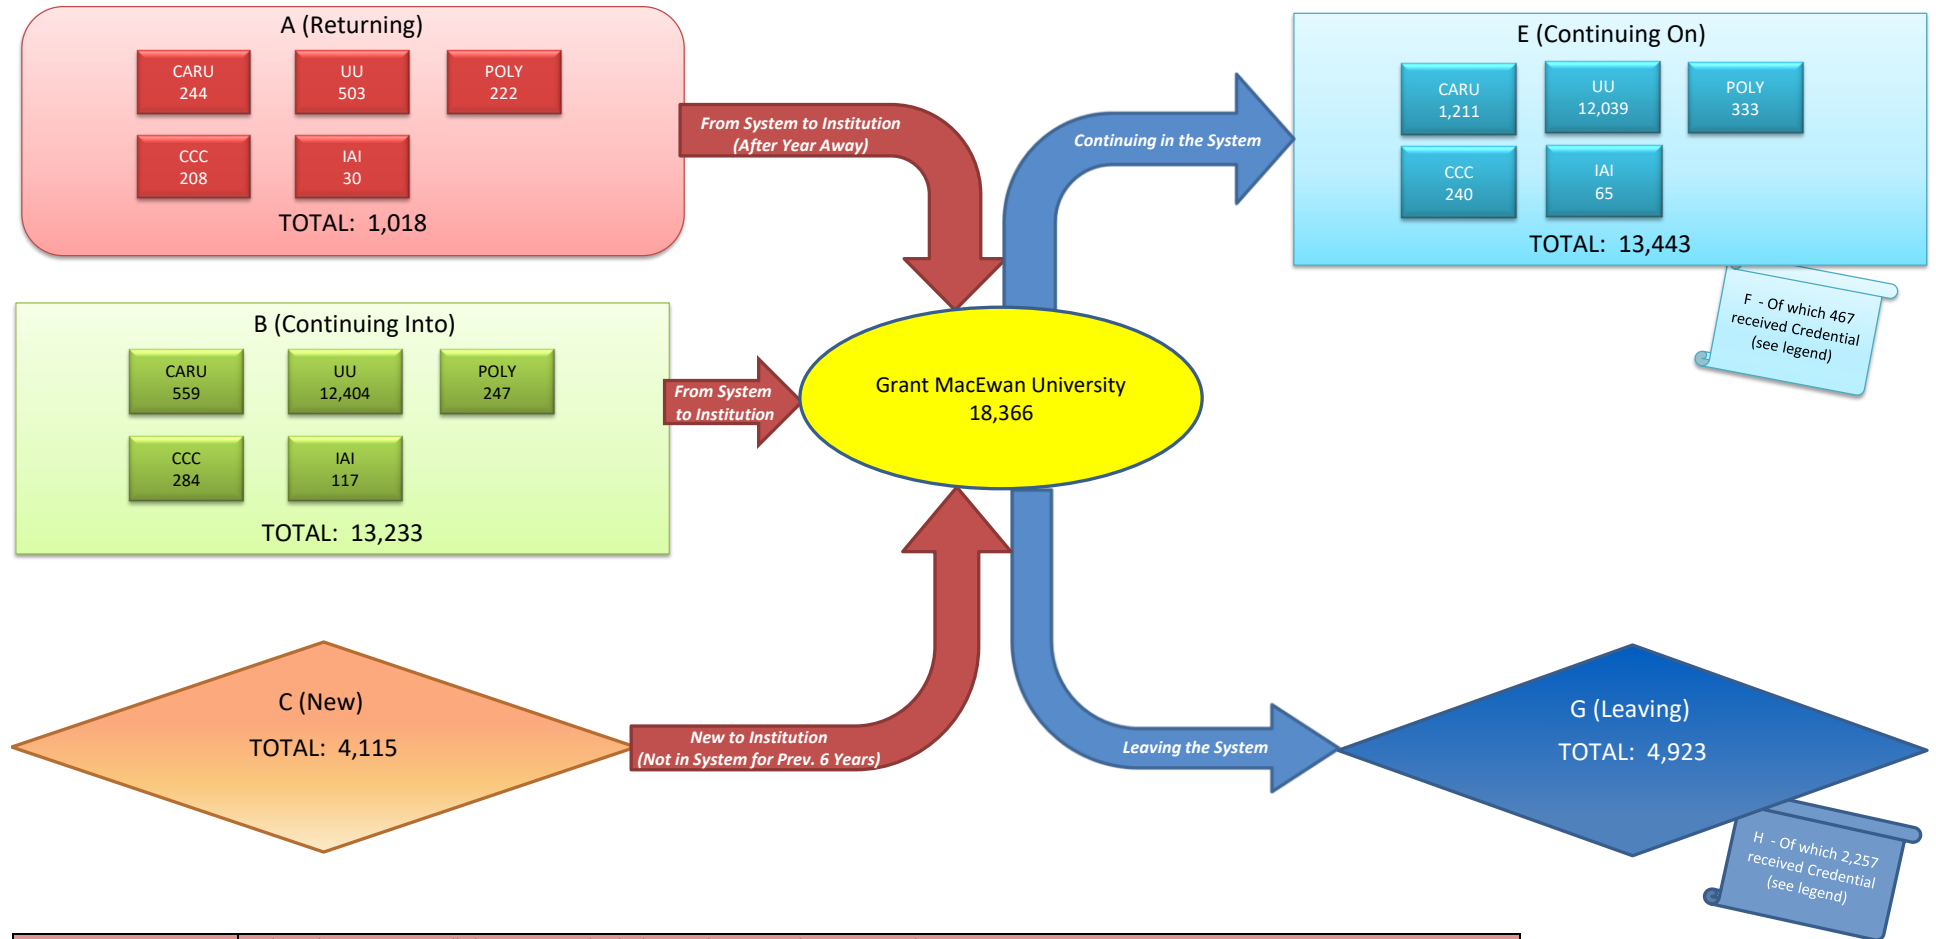 A (Returning)
CARU
244
UU
503
POLY
222
CCC
208
IAI
30
TOTAL: 1,018
From System to Institution
(After Year Away)
B (Continuing Into)
CARU
559
UU
12,404
POLY
247
CCC
284
IAI
117
TOTAL: 13,233
From System
to Institution
C (New)
TOTAL: 4,115
New to Institution
(Not in System for Prev. 6 Years)
Grant MacEwan University
18,366
Continuing in the System
E (Continuing On)
CARU
1,211
UU
12,039
POLY
333
CCC
240
IAI
65
TOTAL: 13,443
F - Of which 467
received Credential
(see legend)
Leaving the System
G (Leaving)
TOTAL: 4,923
H - Of which 2,257
received Credential
(see legend)